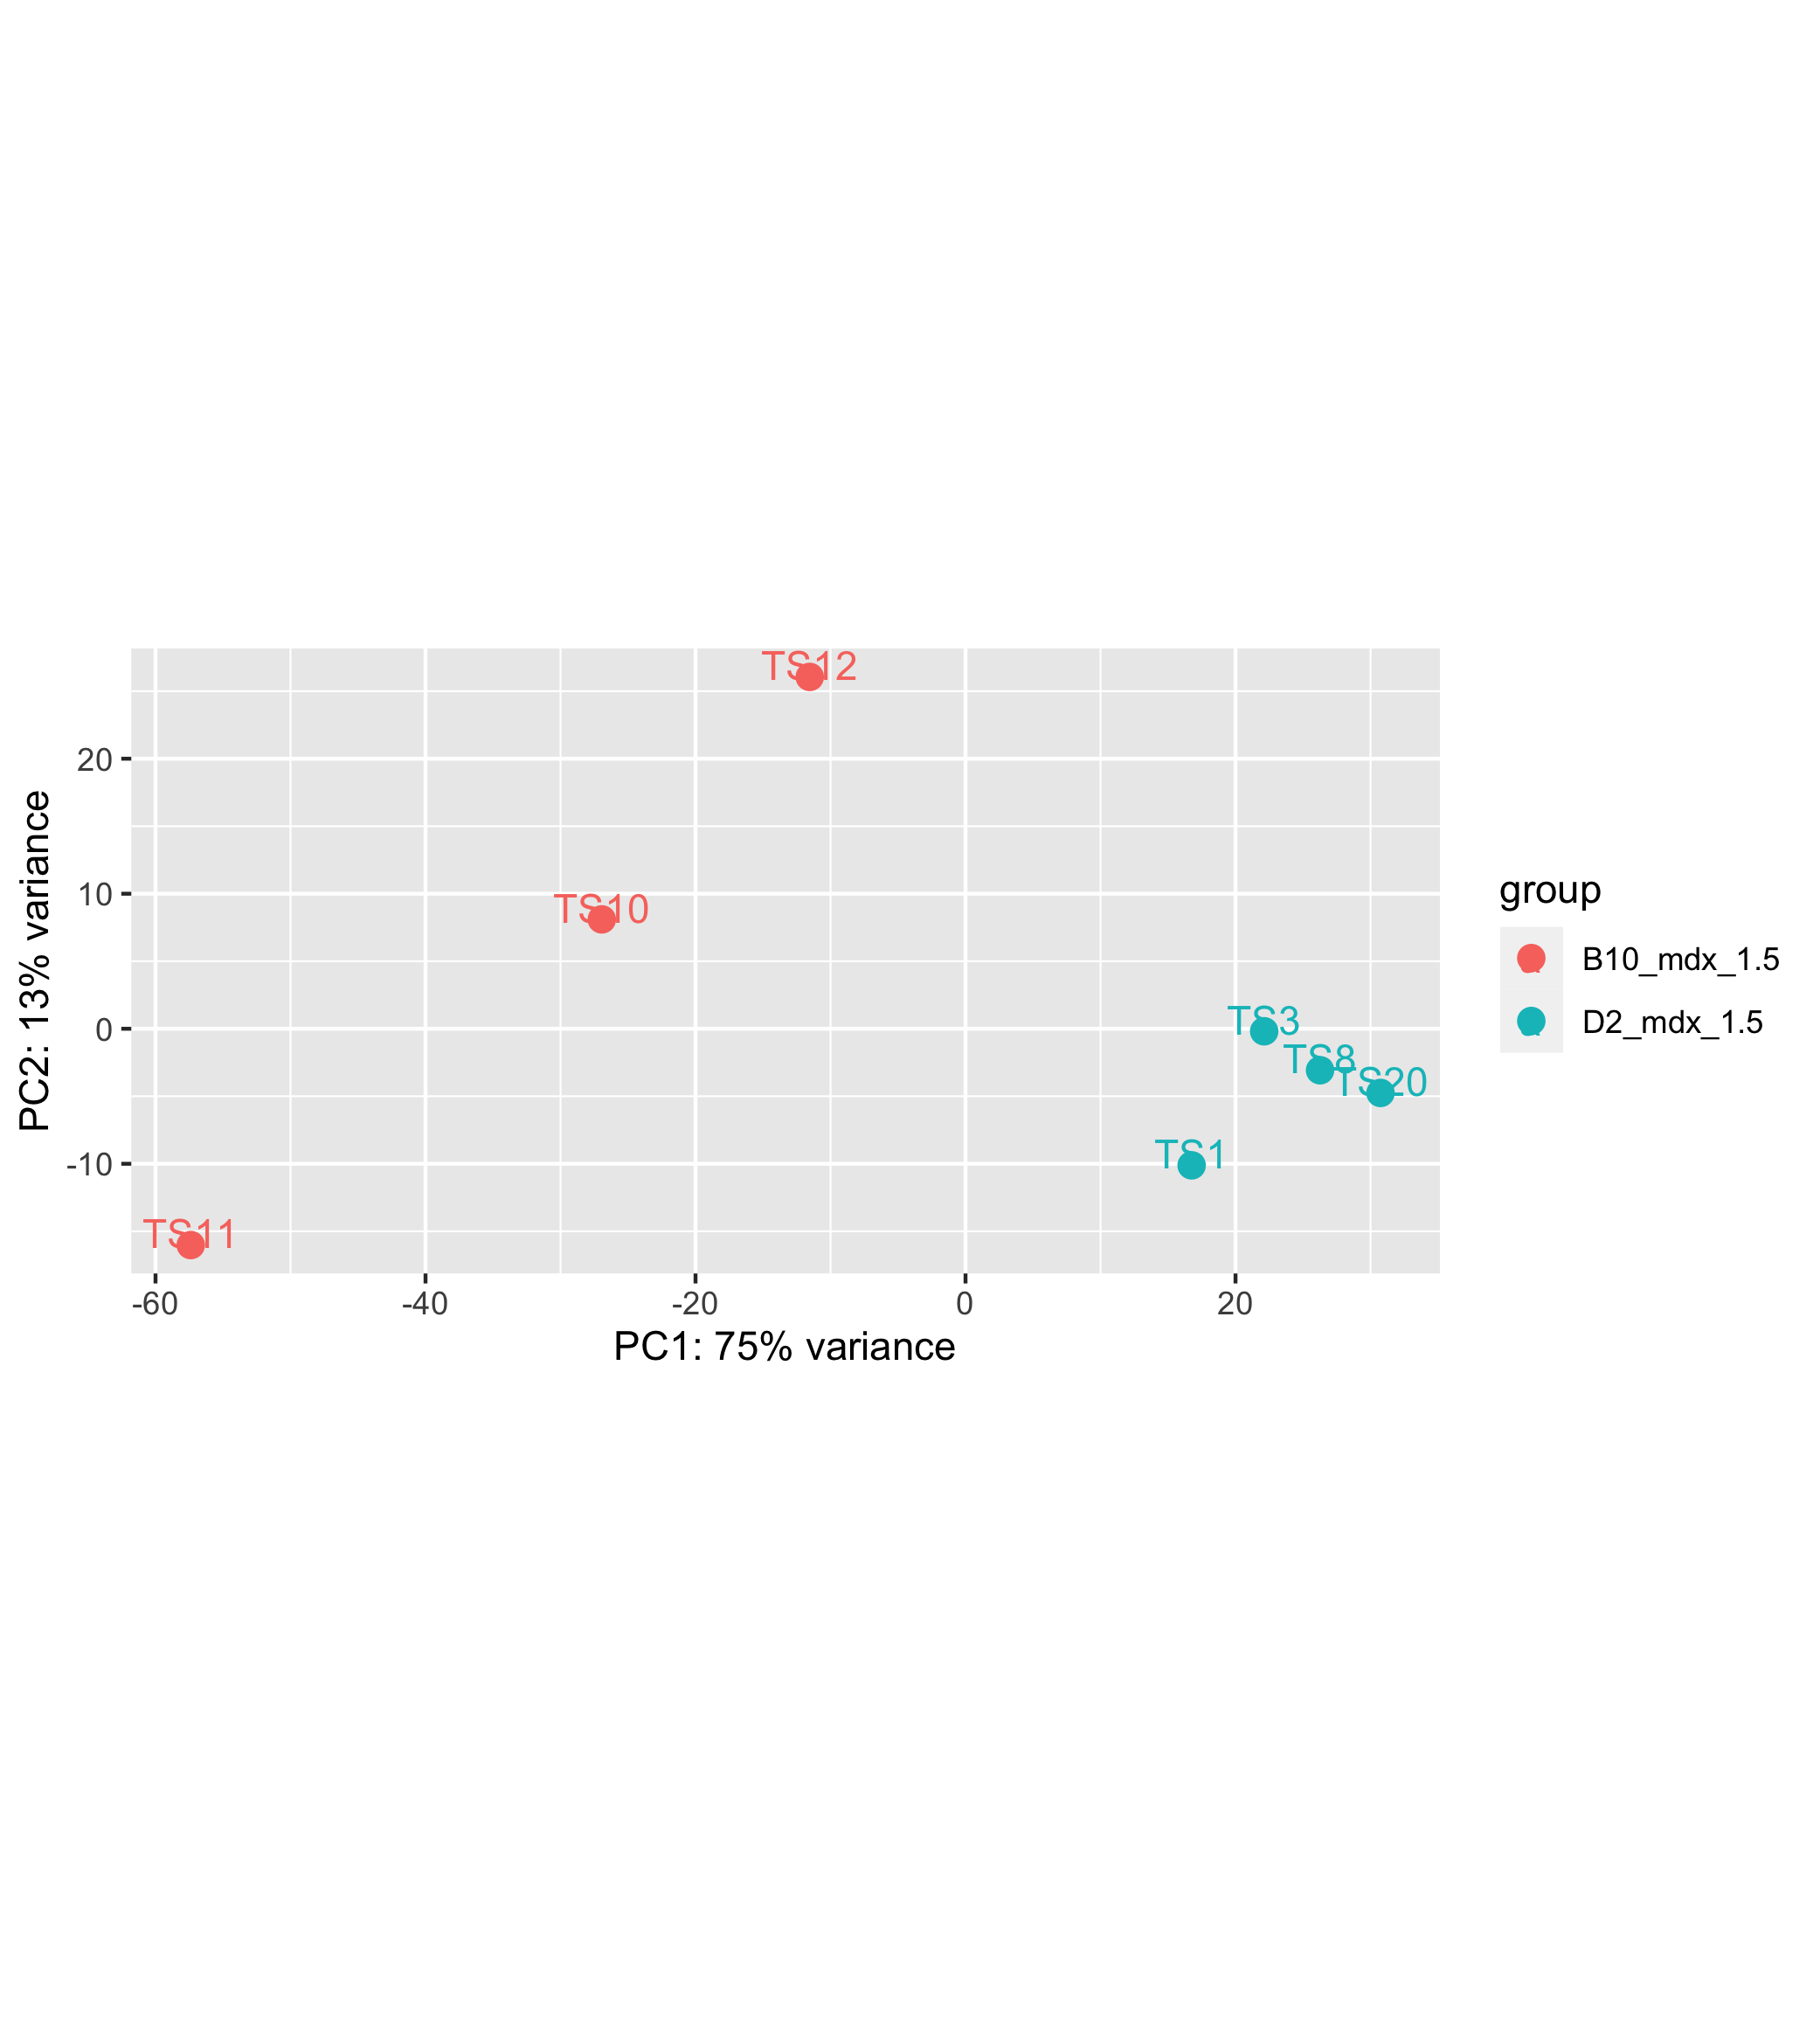 TS12
TS10
TS3
TS8
TS20
TS1
TS11
20
10
0
-10
-60
-40
-20
0
20
PC1: 75% variance
PC2: 13% variance
group
B10_mdx_1.5
D2_mdx_1.5